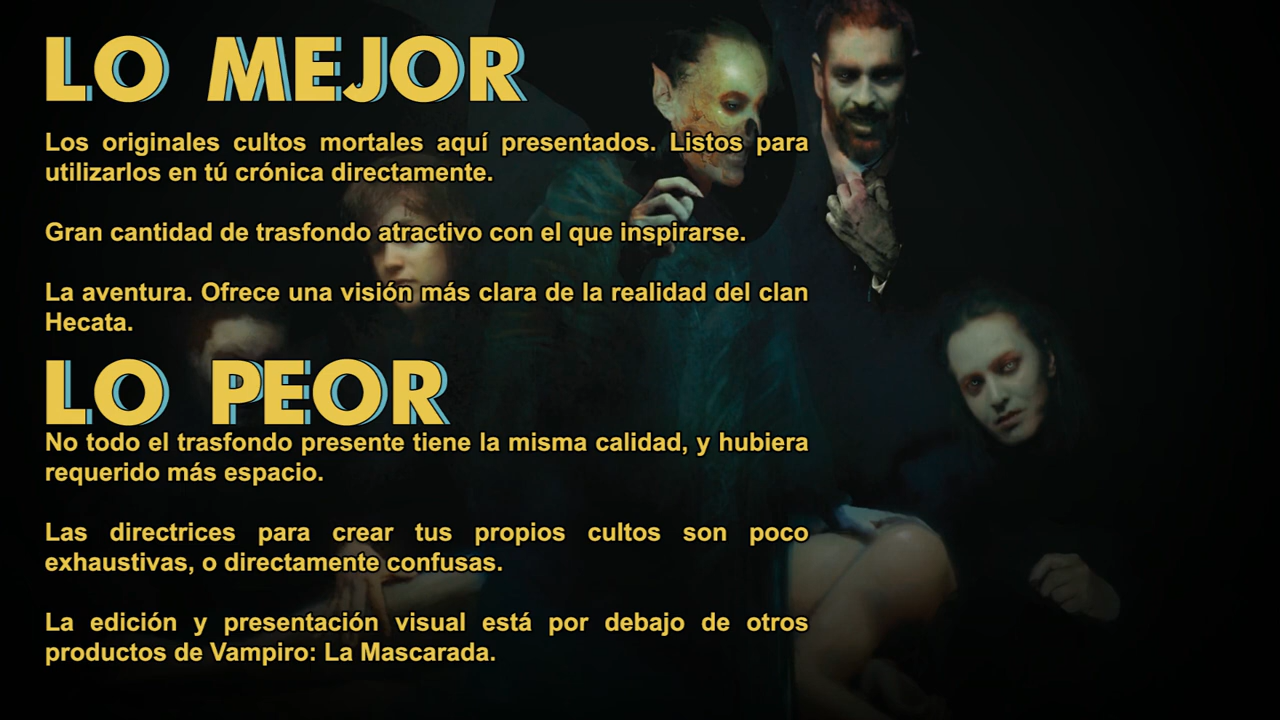 LO MEJOR
Los originales cultos mortales aquí presentados. Listos para
utilizarlos en tú crónica directamente.
Gran cantidad de trasfondo atractivo con el que inspirarse.
La aventura. Ofrece una visión más clara de la realidad del clan
Hecata.
LO PEOR
No todo el trasfondo presente tiene la misma calidad, y hubiera
requerido más espacio.
Las directrices para crear tus propios cultos son poco
exhaustivas, o directamente confusas.
La edición y presentación visual está por debajo de otros
productos de Vampiro: La Mascarada.